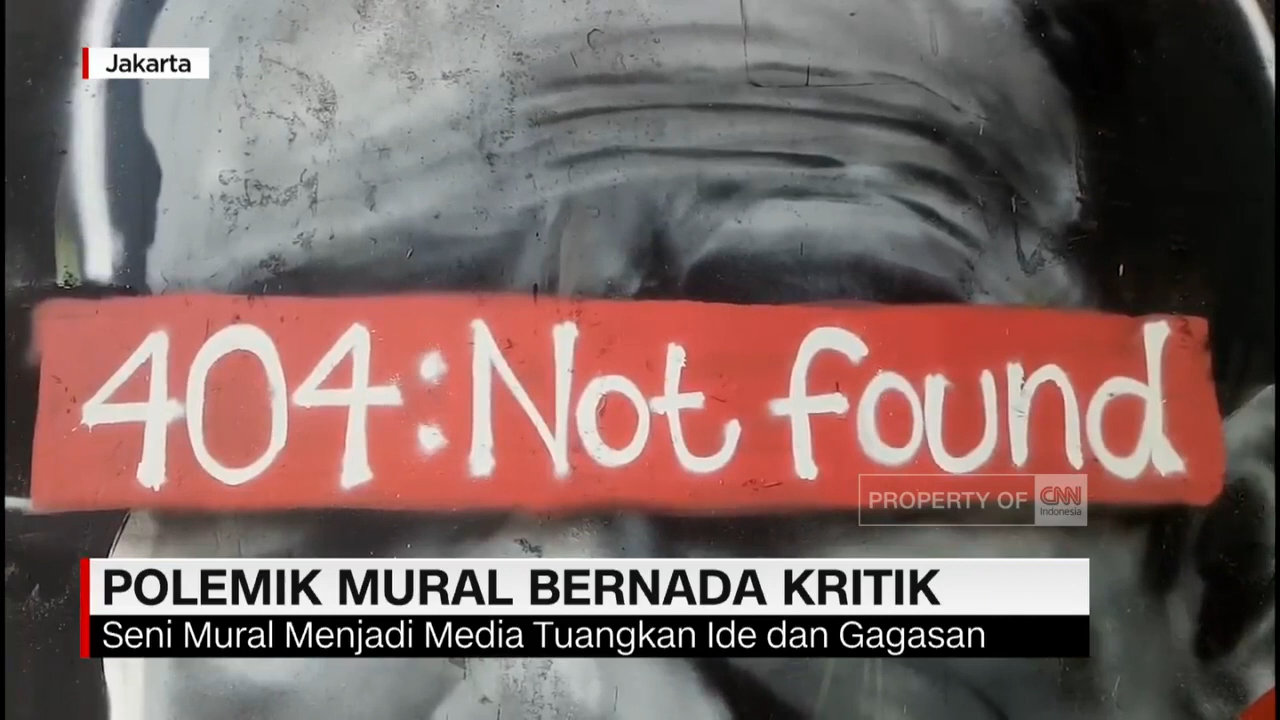 Jakarta
404: Not found
PROPERTY OF CNN Indonesia
POLEMIK MURAL BERNADA KRITIK
Seni Mural Menjadi Media Tuangkan Ide dan Gagasan